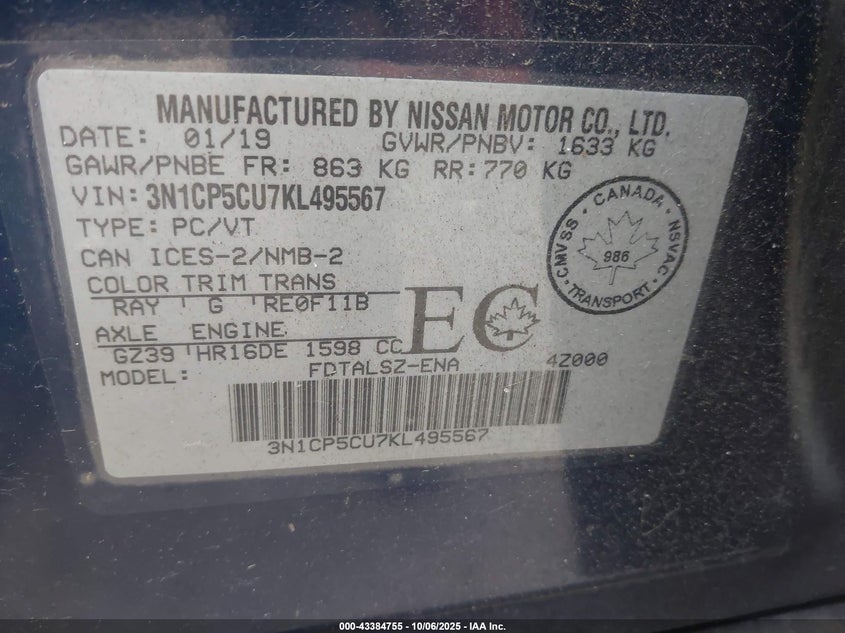 MANUFACTURED BY NISSAN MOTOR CO., LTD.
DATE: 01/19 GVWR/PNBV: 1633 KG
GAWR/PNBE FR: 863 KG RR: 770 KG
VIN: 3N1CP5CU7KL495567
TYPE: PC/VT
CAN ICES-2/NMB-2
COLOR TRIM TRANS
RAY G RE0F11B
AXLE ENGINE
GZ39 HR16DE 1598 CC
MODEL: FDTALSZ-ENA 4Z000
3N1CP5CU7KL495567
EC
CANADA
CMVSS
NSVAC
986
TRANSPORT
000-43384755 - 10/06/2025 - IAA Inc.